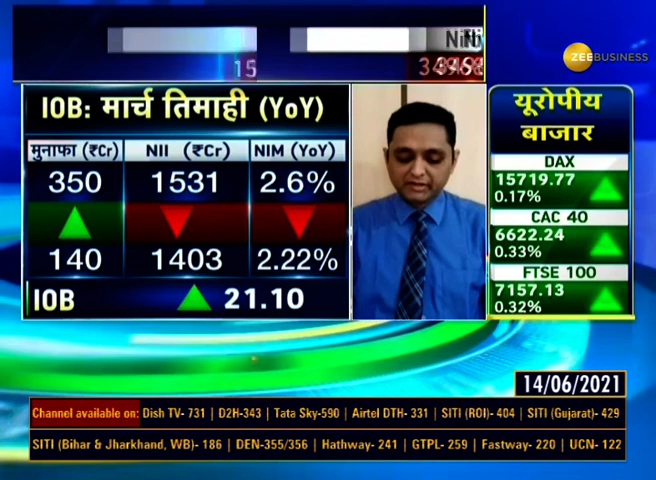 ZEE BUSINESS
IOB: मार्च तिमाही (YoY)
मुनाफा (₹Cr) NII (₹Cr) NIM (YoY)
350 1531 2.6%
140 1403 2.22%
IOB 21.10
यूरोपीय
बाजार
DAX
15719.77
0.17%
CAC 40
6622.24
0.33%
FTSE 100
7157.13
0.32%
14/06/2021
Channel available on: Dish TV- 731 | D2H-343 | Tata Sky-590 | Airtel DTH- 331 | SITI (ROI)- 404 | SITI (Gujarat)- 429
SITI (Bihar & Jharkhand, WB)- 186 | DEN-355/356 | Hathway- 241 | GTPL- 259 | Fastway- 220 | UCN- 122